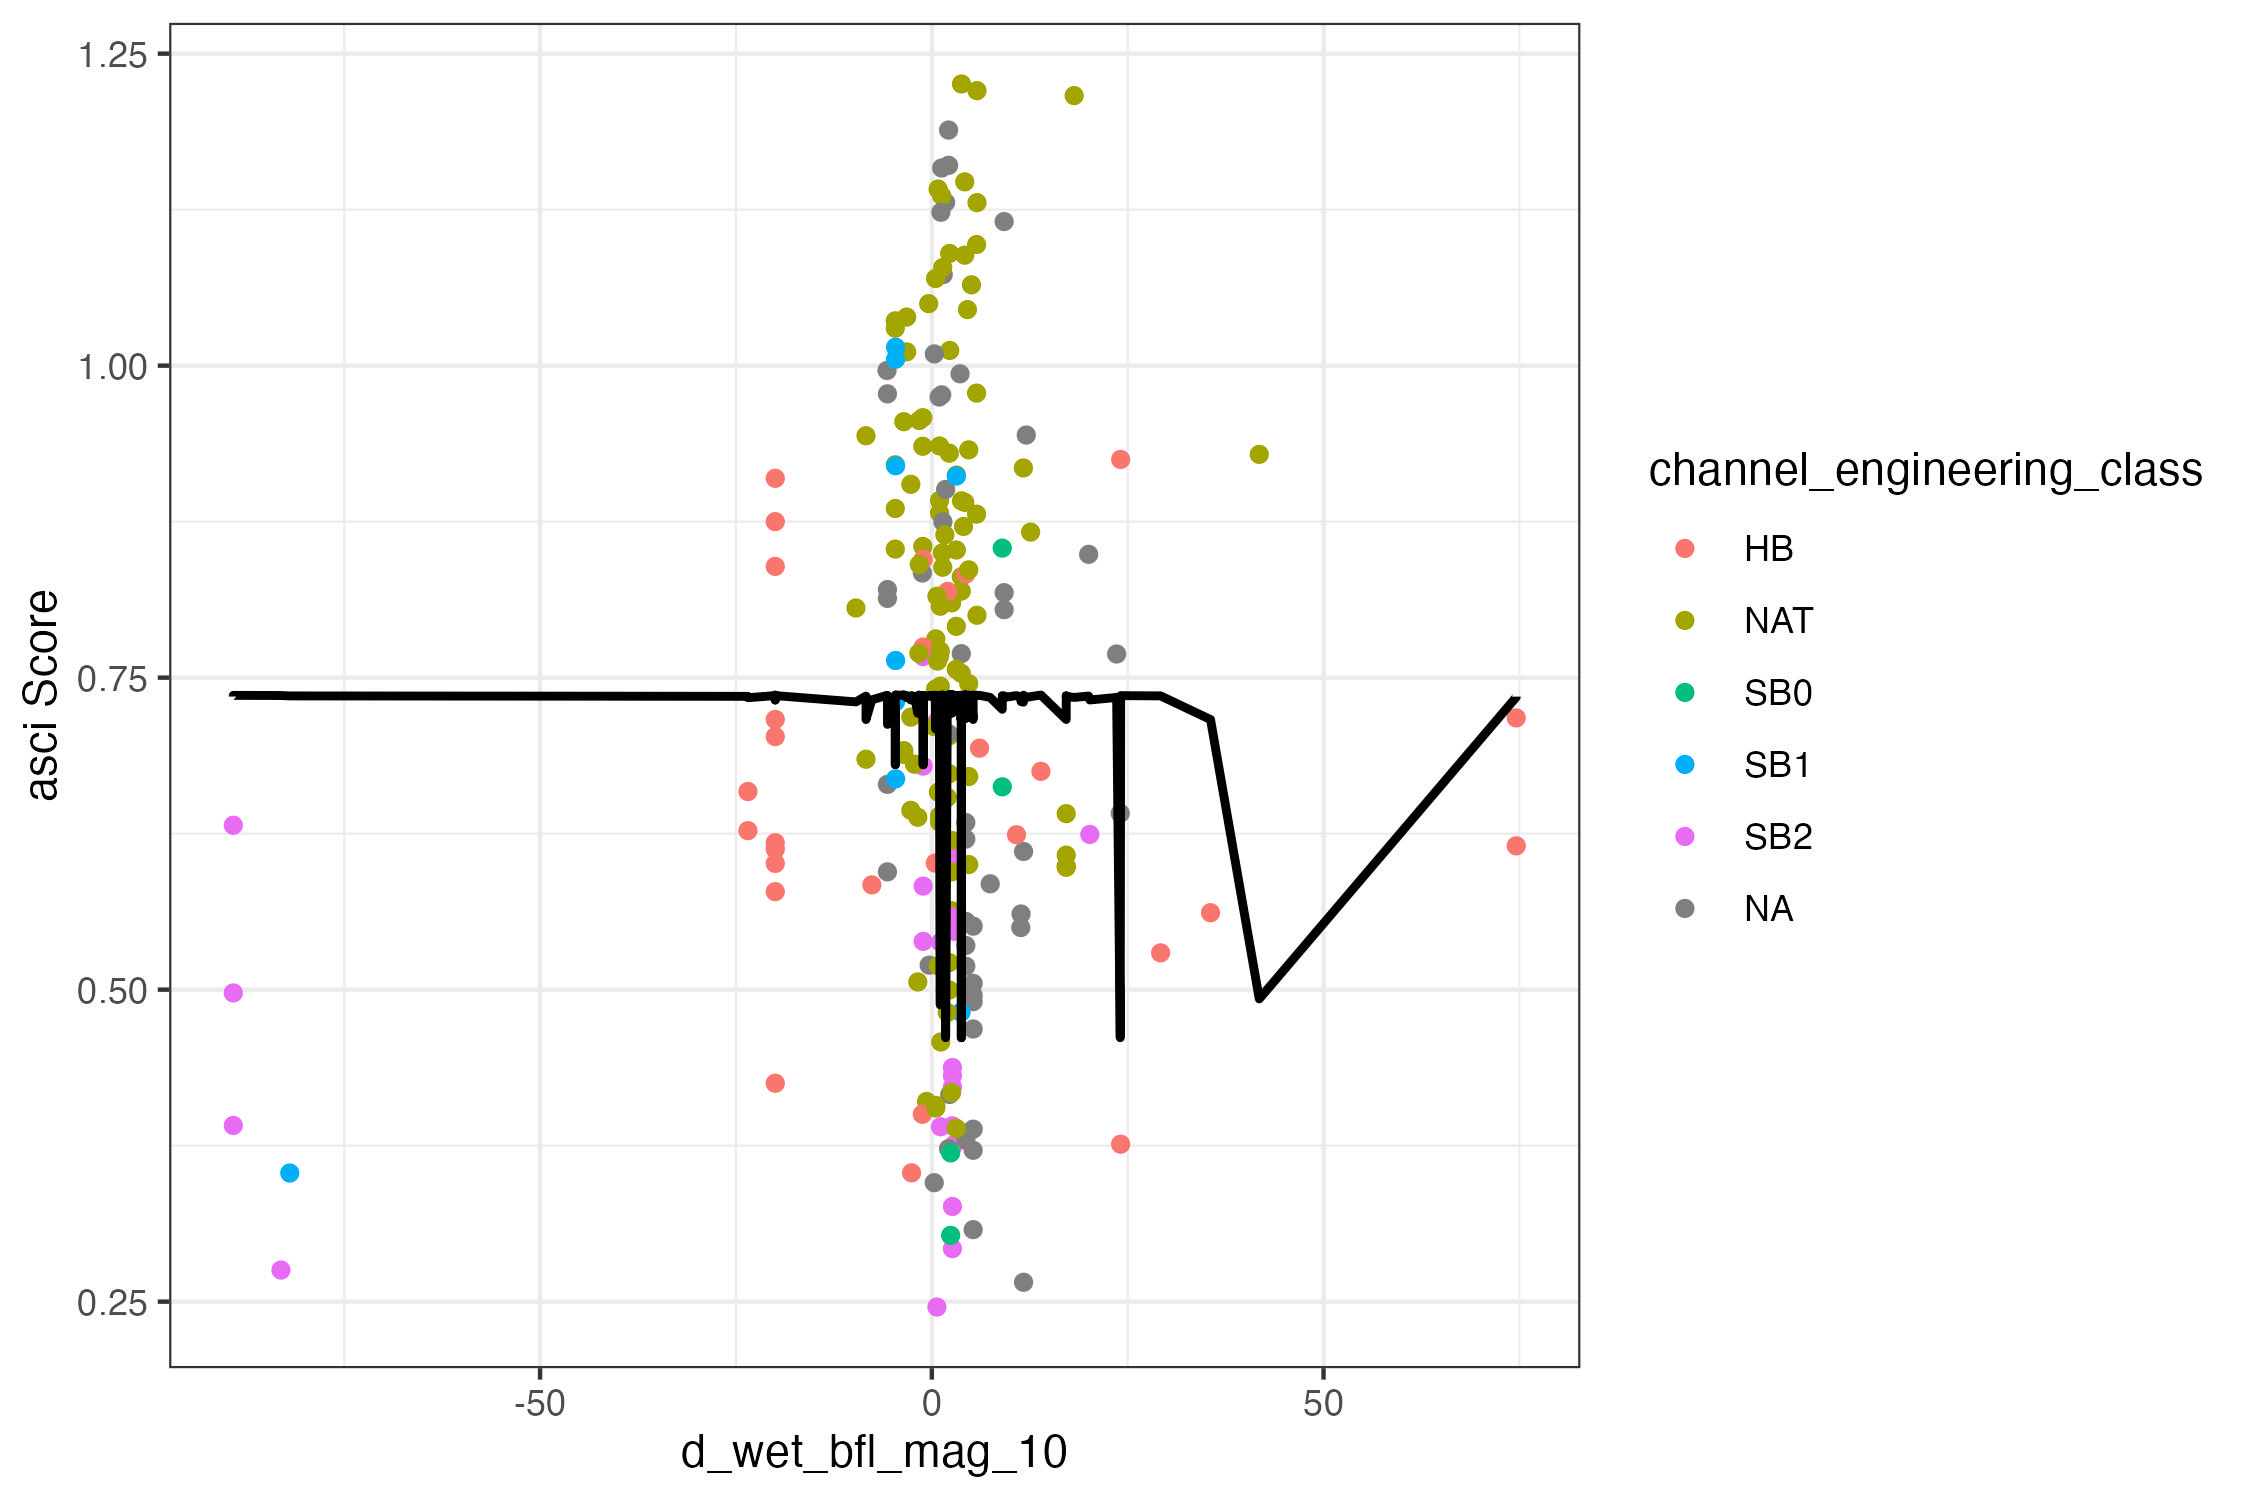 1.25
1.00
0.75
0.50
0.25
asci Score
-50
0
50
d_wet_bfl_mag_10
channel_engineering_class
HB
NAT
SB0
SB1
SB2
NA